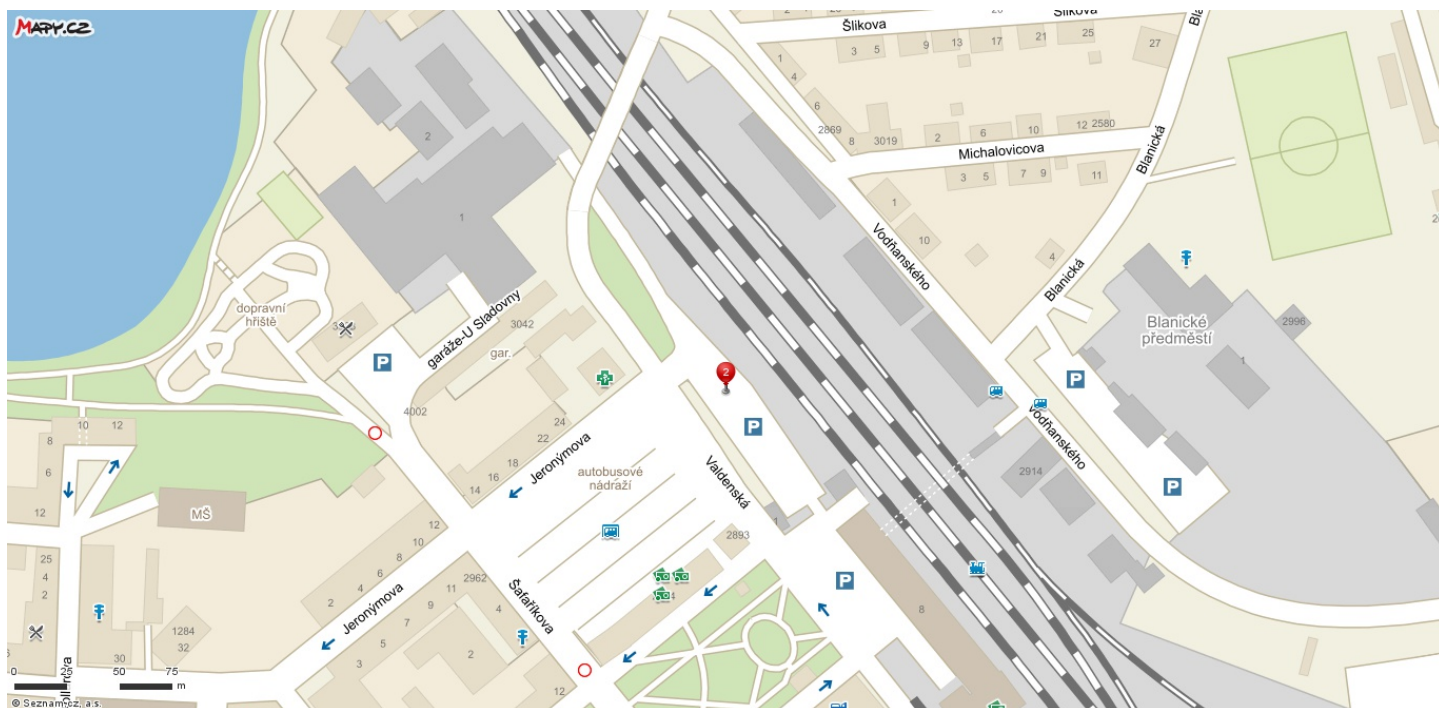 Mapy.cz
Šlikova
Šlikova
3 5 9 13 17 21 25 27
1
4
6
2869
8 3019 2 6 10 12 2580
Michalovicova
3 5 7 9 11
Blanická
1
10
4
Vodňanského
Blanická
2
1
dopravní
hřiště
garáže-U Sladovny
3042
gar.
P
4002
2
P
Blanické
předměstí
2996
1
P
P
Vodňanského
2914
10 12
8
6
12
MŠ
24
22
18
16
14
Jeronýmova
autobusové
nádraží
Valdenská
1
2893
P
8
12
10
8
6
4
2
Jeronýmova
2962
11
9
7
5
3
2
4
Šafaříkova
12
25
4
2
1284
32
30
0 25 50 75
m
© Seznam.cz, a.s.